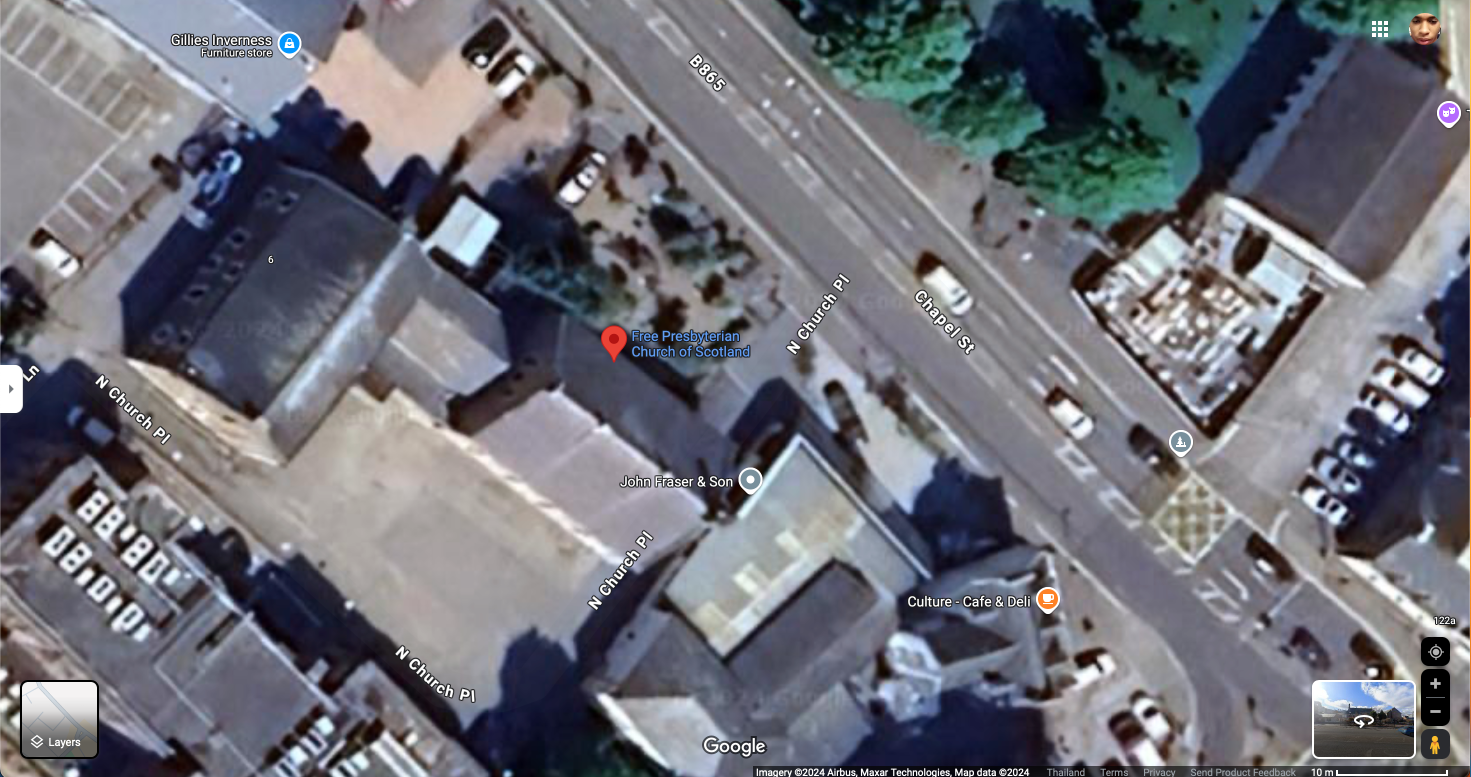 Gillies Inverness
Furniture store
B865
6
Free Presbyterian
Church of Scotland
N Church Pl
Chapel St
Ln
N Church Pl
John Fraser & Son
N Church Pl
Culture - Cafe & Deli
122a
N Church Pl
Layers
Google
Imagery ©2024 Airbus, Maxar Technologies, Map data ©2024 Thailand Terms Privacy Send Product Feedback 10 m